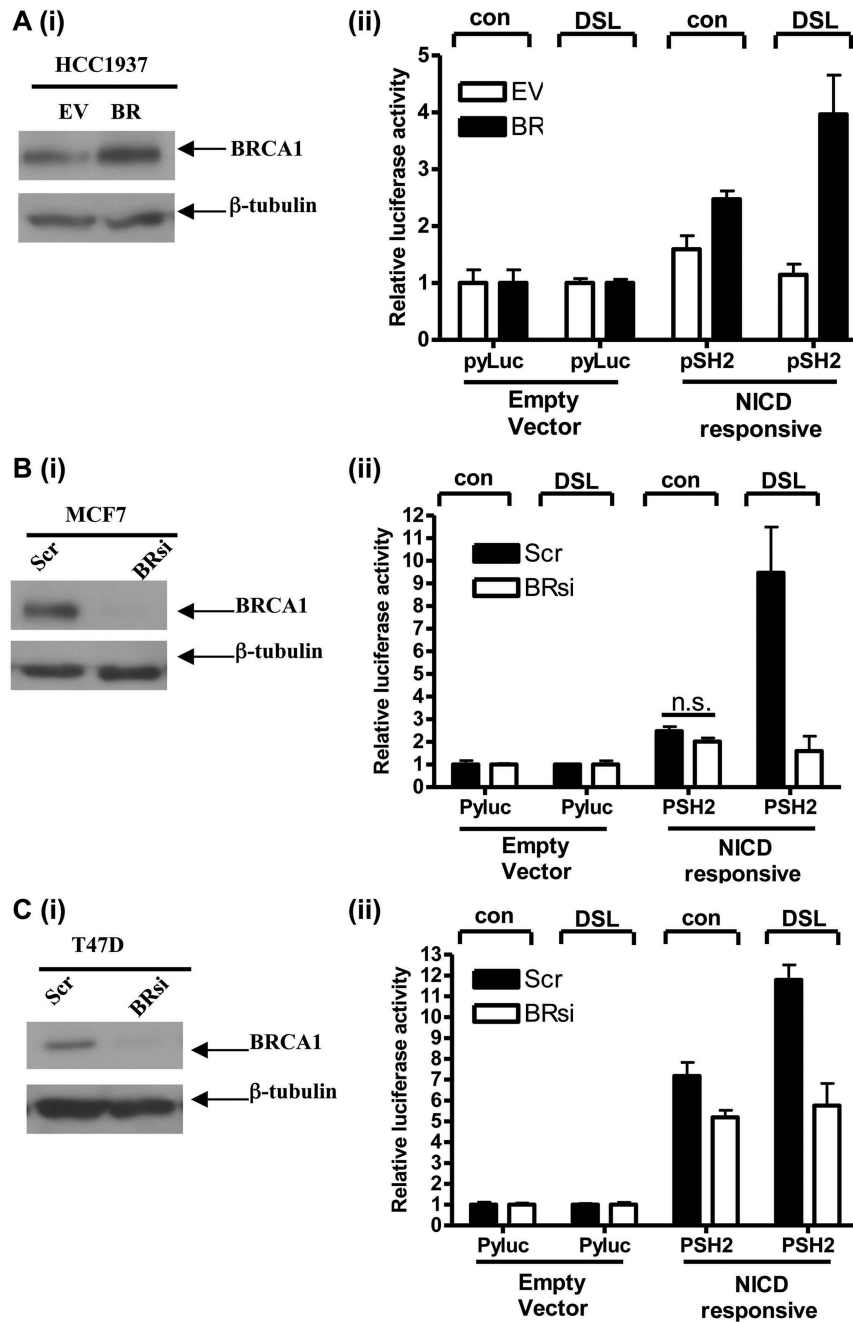 A (i)
HCC1937
EV BR
BRCA1
β-tubulin
(ii)
con DSL con DSL
Relative luciferase activity
5
4
3
2
1
0
EV
BR
pyLuc pyLuc pSH2 pSH2
Empty Vector
NICD responsive
B (i)
MCF7
Scr BRsi
BRCA1
β-tubulin
(ii)
con DSL con DSL
Relative luciferase activity
12
11
10
9
8
7
6
5
4
3
2
1
0
Scr
BRsi
n.s.
Pyluc Pyluc PSH2 PSH2
Empty Vector
NICD responsive
C (i)
T47D
Scr BRsi
BRCA1
β-tubulin
(ii)
con DSL con DSL
Relative luciferase activity
13
12
11
10
9
8
7
6
5
4
3
2
1
0
Scr
BRsi
Pyluc Pyluc PSH2 PSH2
Empty Vector
NICD responsive